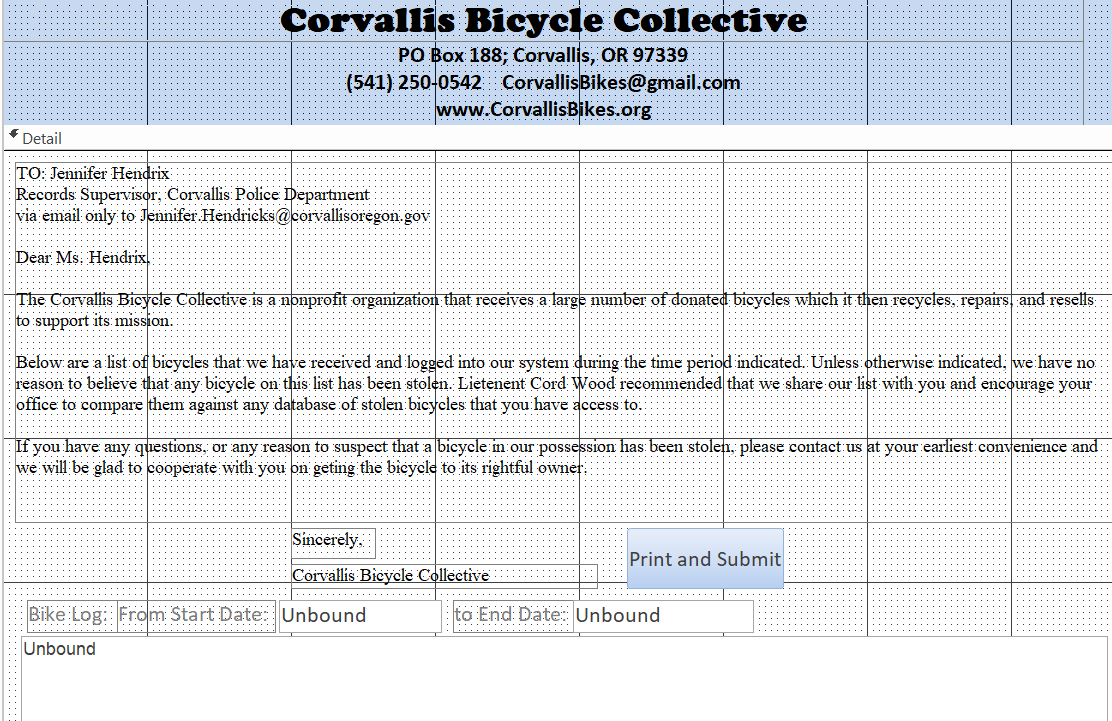 Corvallis Bicycle Collective
PO Box 188; Corvallis, OR 97339
(541) 250-0542 CorvallisBikes@gmail.com
www.CorvallisBikes.org
Detail
TO: Jennifer Hendrix
Records Supervisor, Corvallis Police Department
via email only to Jennifer.Hendricks@corvallisoregon.gov
Dear Ms. Hendrix,
The Corvallis Bicycle Collective is a nonprofit organization that receives a large number of donated bicycles which it then recycles, repairs, and resells
to support its mission.
Below are a list of bicycles that we have received and logged into our system during the time period indicated. Unless otherwise indicated, we have no
reason to believe that any bicycle on this list has been stolen. Lietenent Cord Wood recommended that we share our list with you and encourage your
office to compare them against any database of stolen bicycles that you have access to.
If you have any questions, or any reason to suspect that a bicycle in our possession has been stolen, please contact us at your earliest convenience and
we will be glad to cooperate with you on geting the bicycle to its rightful owner.
Sincerely,
Print and Submit
Corvallis Bicycle Collective
Bike Log: From Start Date: Unbound to End Date: Unbound
Unbound